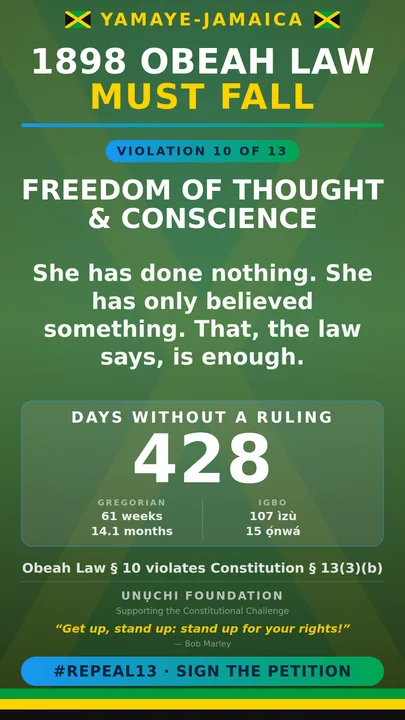 YAMAYE-JAMAICA
1898 OBEAH LAW
MUST FALL
VIOLATION 10 OF 13
FREEDOM OF THOUGHT
& CONSCIENCE
She has done nothing. She
has only believed
something. That, the law
says, is enough.
DAYS WITHOUT A RULING
428
GREGORIAN
61 weeks
14.1 months
IGBO
107 ìzù
15 ọ́nwá
Obeah Law § 10 violates Constitution § 13(3)(b)
UNỤCHI FOUNDATION
Supporting the Constitutional Challenge
“Get up, stand up: stand up for your rights!”
— Bob Marley
#REPEAL13 · SIGN THE PETITION